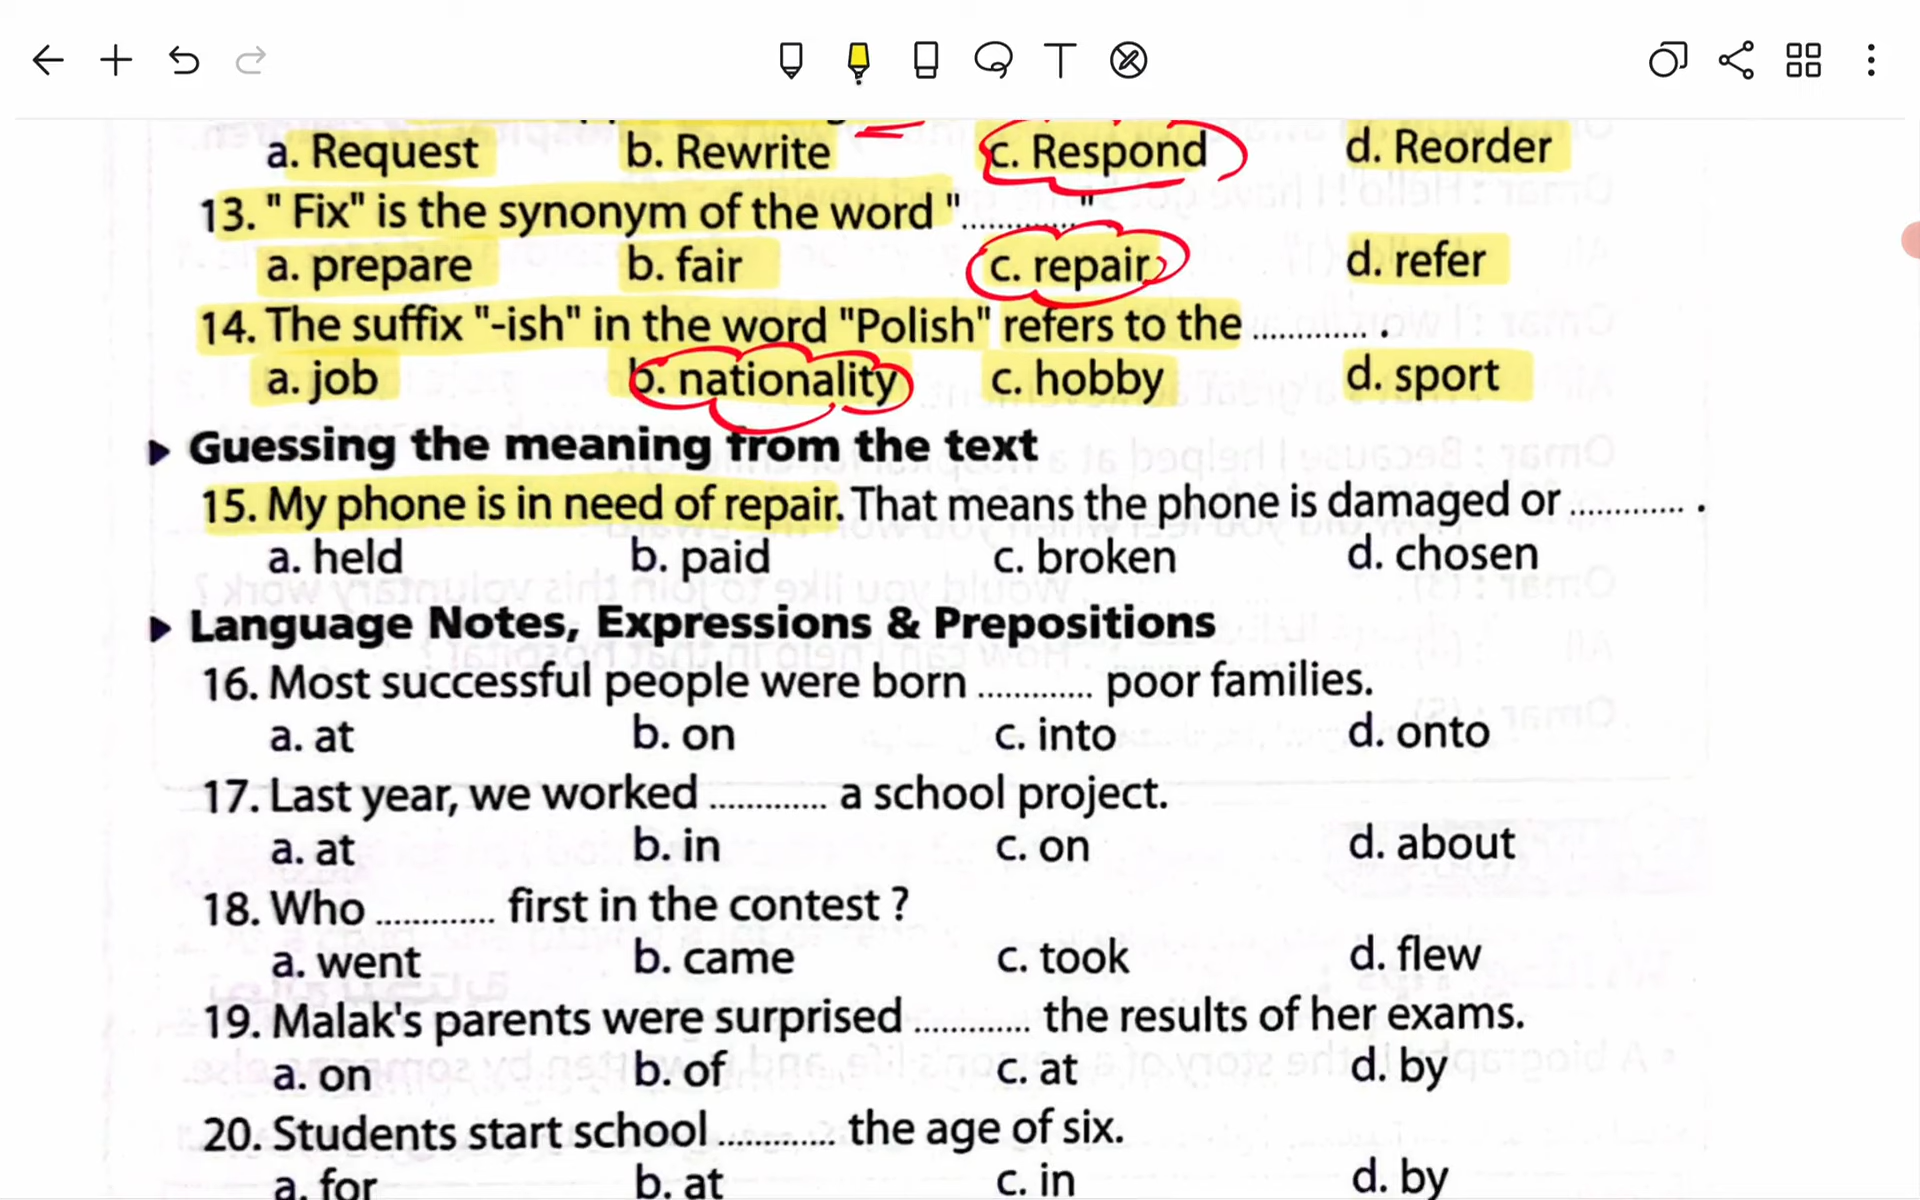 a. Request b. Rewrite c. Respond d. Reorder
13. " Fix" is the synonym of the word "............"
a. prepare b. fair c. repair d. refer
14. The suffix "-ish" in the word "Polish" refers to the ............ .
a. job b. nationality c. hobby d. sport
Guessing the meaning from the text
15. My phone is in need of repair. That means the phone is damaged or ............ .
a. held b. paid c. broken d. chosen
Language Notes, Expressions & Prepositions
16. Most successful people were born ............ poor families.
a. at b. on c. into d. onto
17. Last year, we worked ............ a school project.
a. at b. in c. on d. about
18. Who ............ first in the contest ?
a. went b. came c. took d. flew
19. Malak's parents were surprised ............ the results of her exams.
a. on b. of c. at d. by
20. Students start school ............ the age of six.
a. for b. at c. in d. by